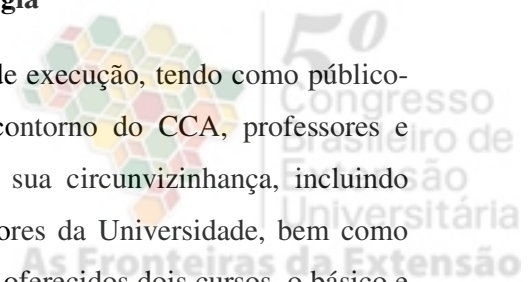 gia
de execução, tendo como público-
contorno do CCA, professores e
sua circunvizinhança, incluindo
ores da Universidade, bem como
oferecidos dois cursos, o básico e
5º
Congresso
Brasileiro de
Extensão
Universitária
As Fronteiras da Extensão